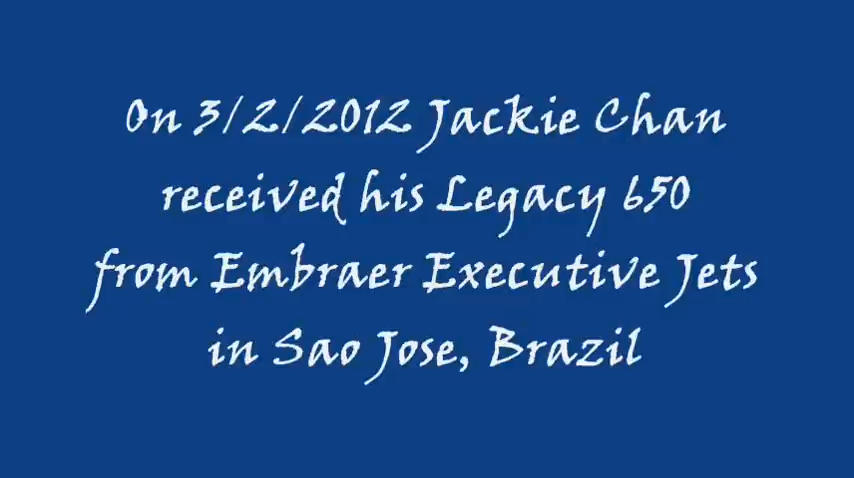 On 3/2/2012 Jackie Chan
received his Legacy 650
from Embraer Executive Jets
in Sao Jose, Brazil